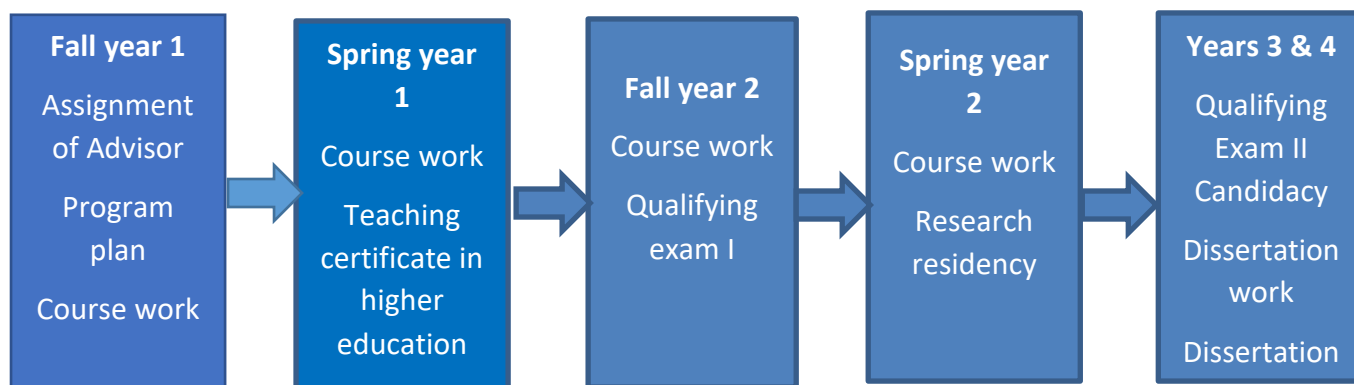 Fall year 1
Assignment
of Advisor
Program
plan
Course work
Spring year
1
Course work
Teaching
certificate in
higher
education
Fall year 2
Course work
Qualifying
exam I
Spring year
2
Course work
Research
residency
Years 3 & 4
Qualifying
Exam II
Candidacy
Dissertation
work
Dissertation